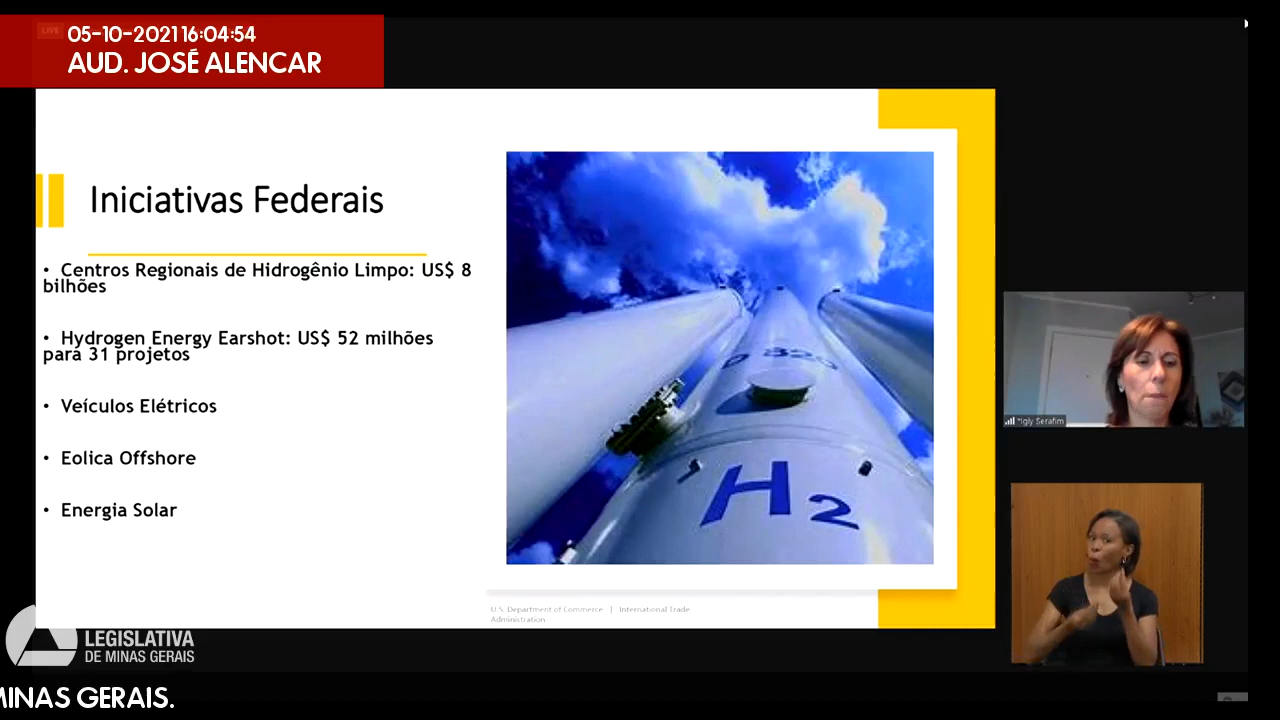 LIVE
05-10-2021 16:04:54
AUD. JOSÉ ALENCAR
Iniciativas Federais
• Centros Regionais de Hidrogênio Limpo: US$ 8
bilhões
• Hydrogen Energy Earshot: US$ 52 milhões
para 31 projetos
• Veículos Elétricos
• Eolica Offshore
• Energia Solar
H2
U.S. Department of Commerce | International Trade
Administration
*Igly Serafim
LEGISLATIVA
DE MINAS GERAIS
MINAS GERAIS.